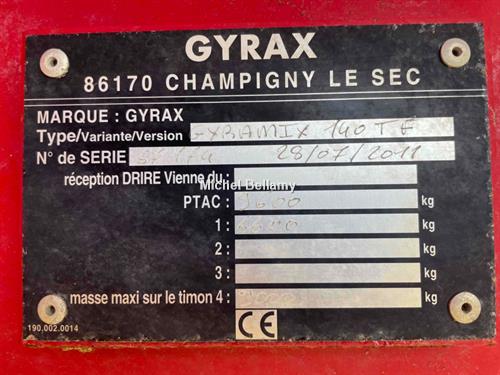 GYRAX
86170 CHAMPIGNY LE SEC
MARQUE : GYRAX
Type/Variante/Version GYRAMIX 140 T E
N° de SERIE 28/07/2011
réception DRIRE Vienne du :
Michel Bellamy
PTAC : kg
1 : kg
2 : kg
3 : kg
masse maxi sur le timon 4 : kg
CE
190.002.0014